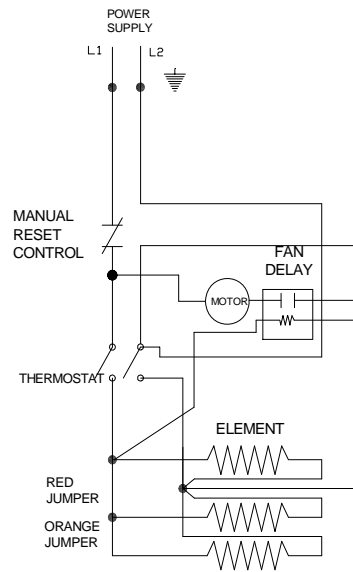 POWER
SUPPLY
L1
L2
MANUAL
RESET
CONTROL
FAN
DELAY
MOTOR
THERMOSTAT
ELEMENT
RED
JUMPER
ORANGE
JUMPER